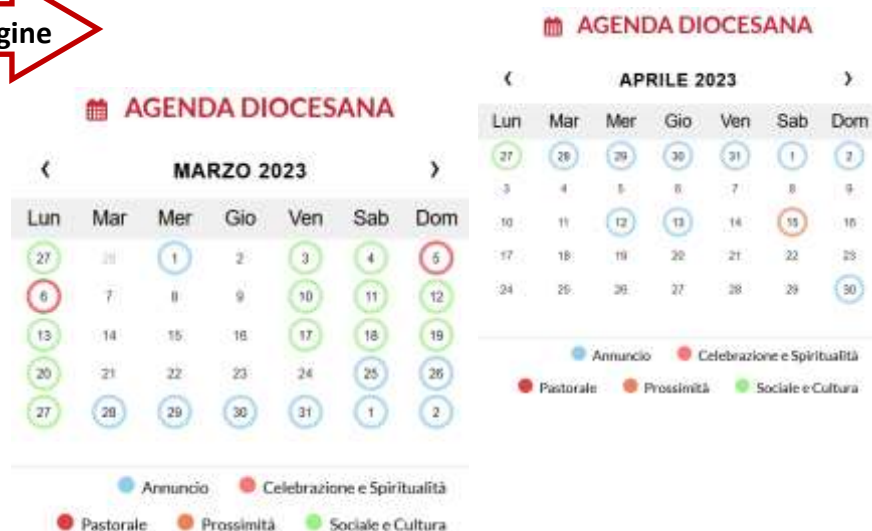 gine
AGENDA DIOCESANA
MARZO 2023
Lun Mar Mer Gio Ven Sab Dom
27 28 1 2 3 4 5
6 7 8 9 10 11 12
13 14 15 16 17 18 19
20 21 22 23 24 25 26
27 28 29 30 31 1 2
Annuncio Celebrazione e Spiritualità
Pastorale Prossimità Sociale e Cultura
AGENDA DIOCESANA
APRILE 2023
Lun Mar Mer Gio Ven Sab Dom
27 28 29 30 31 1 2
3 4 5 6 7 8 9
10 11 12 13 14 15 16
17 18 19 20 21 22 23
24 25 26 27 28 29 30
Annuncio Celebrazione e Spiritualità
Pastorale Prossimità Sociale e Cultura